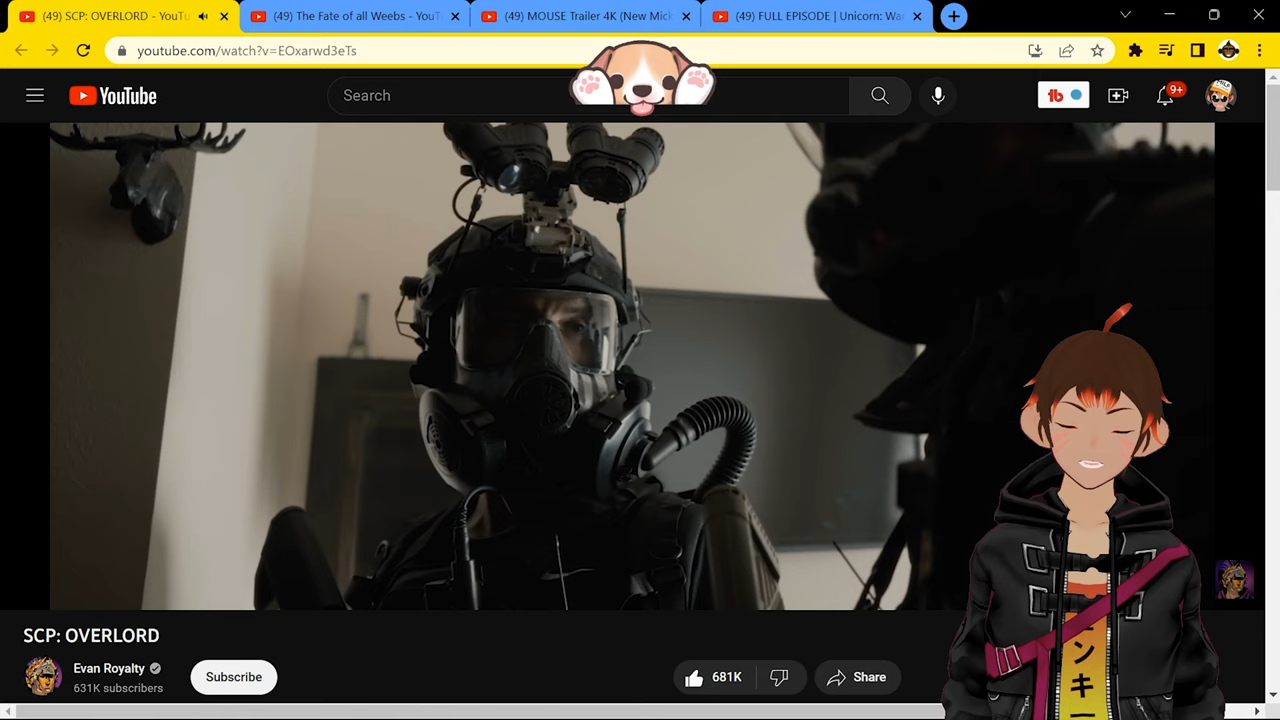 (49) SCP: OVERLORD - YouTu
(49) The Fate of all Weebs - YouT
(49) MOUSE Trailer 4K (New Mick
(49) FULL EPISODE | Unicorn: Wa
youtube.com/watch?v=EOxarwd3eTs
YouTube
Search
tb
9+
SCP: OVERLORD
Evan Royalty
631K subscribers
Subscribe
681K
Share
ンキー